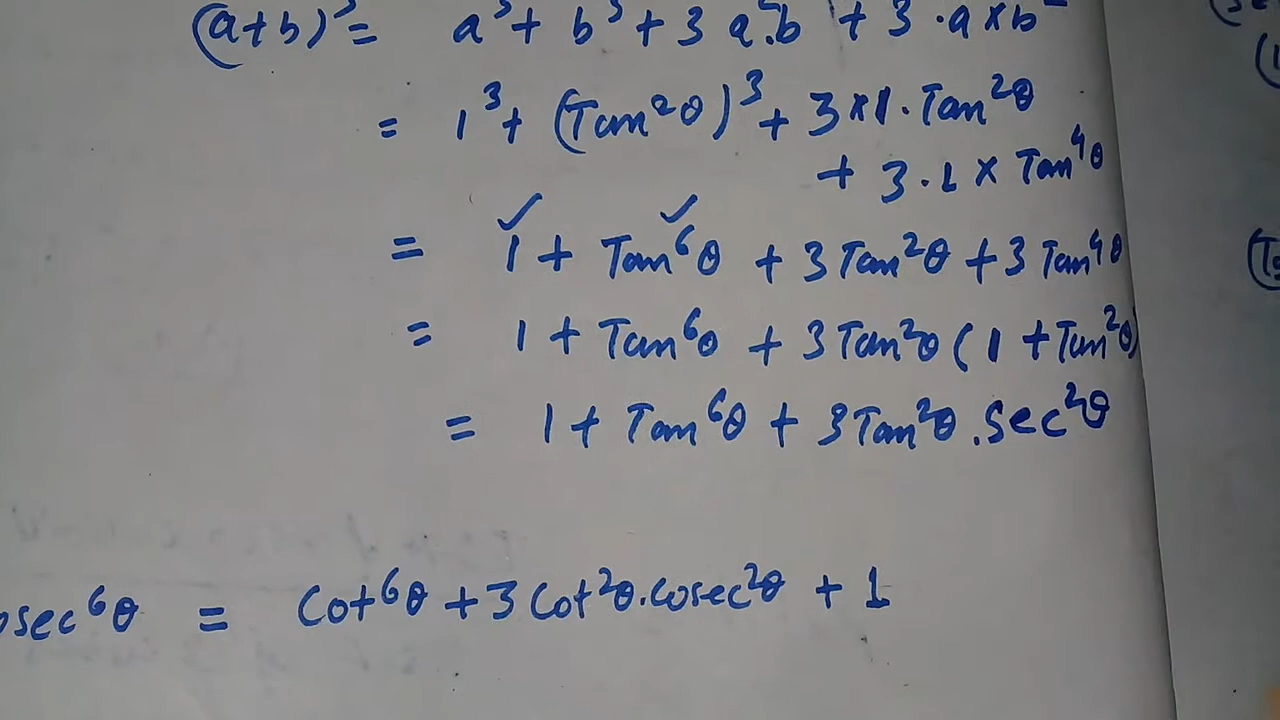 (a+b)³ = a³ + b³ + 3 a².b + 3 · a × b²
= 1³ + (Tan²θ)³ + 3×1. Tan²θ
+ 3.1 × Tan⁴θ
= 1 + Tan⁶θ + 3 Tan²θ + 3 Tan⁴θ
= 1 + Tan⁶θ + 3 Tan²θ (1 + Tan²θ)
= 1 + Tan⁶θ + 3 Tan²θ . Sec²θ
osec⁶θ = Cot⁶θ + 3 Cot²θ. cosec²θ + 1